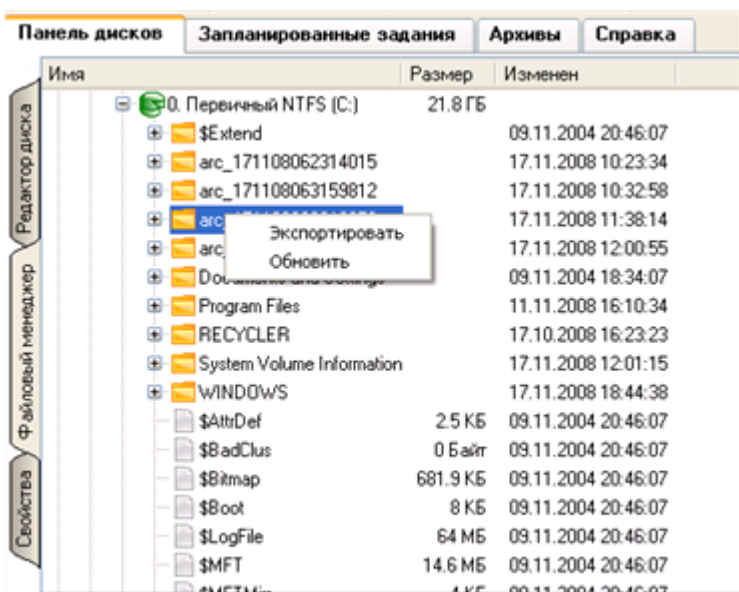 Панель дисков Запланированные задания Архивы Справка
Имя Размер Изменен
0. Первичный NTFS (C:) 21.8 ГБ
$Extend 09.11.2004 20:46:07
arc_171108062314015 17.11.2008 10:23:34
arc_171108063159812 17.11.2008 10:32:58
17.11.2008 11:38:14
Экспортировать
17.11.2008 12:00:55
Обновить
09.11.2004 18:34:07
Program Files 11.11.2008 16:10:34
RECYCLER 17.10.2008 16:23:23
System Volume Information 17.11.2008 12:01:15
WINDOWS 17.11.2008 18:44:38
$AttrDef 2.5 КБ 09.11.2004 20:46:07
$BadClus 0 Байт 09.11.2004 20:46:07
$Bitmap 681.9 КБ 09.11.2004 20:46:07
$Boot 8 КБ 09.11.2004 20:46:07
$LogFile 64 МБ 09.11.2004 20:46:07
$MFT 14.6 МБ 09.11.2004 20:46:07
Редактор диска
Файловый менеджер
Свойства